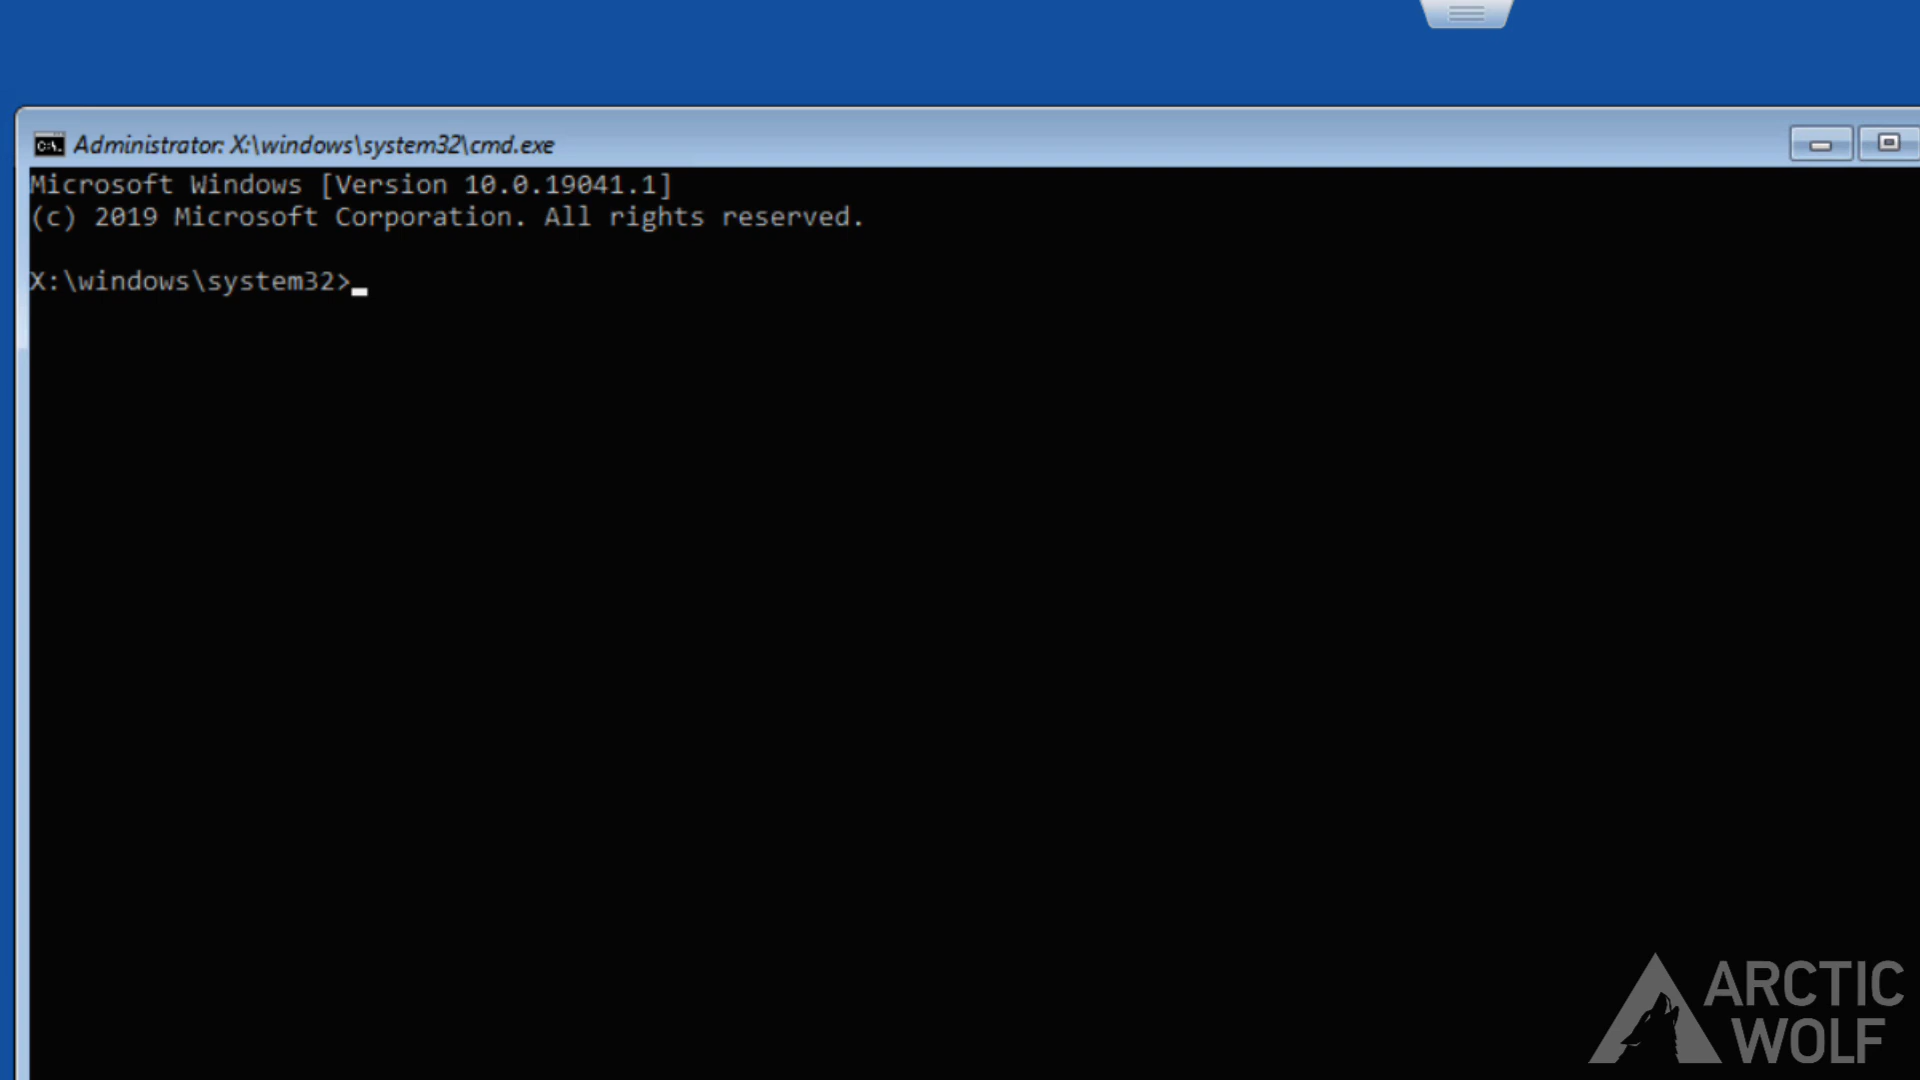 Administrator: X:\windows\system32\cmd.exe
Microsoft Windows [Version 10.0.19041.1]
(c) 2019 Microsoft Corporation. All rights reserved.
X:\windows\system32>
ARCTIC
WOLF